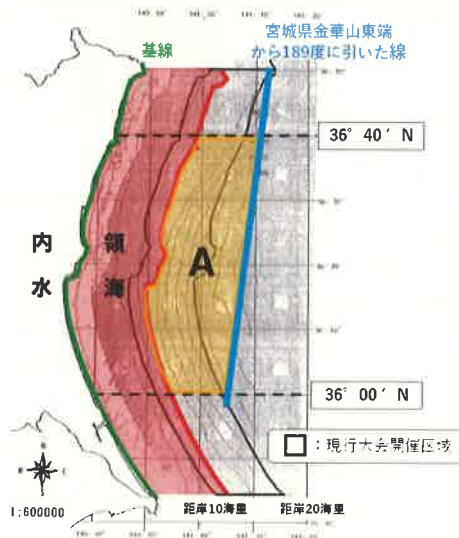 宮城県金華山東端
から189度に引いた線
基線
36° 40' N
内水
領海
A
36° 00' N
：現行大会開催区域
1:600000
距岸10海里
距岸20海里